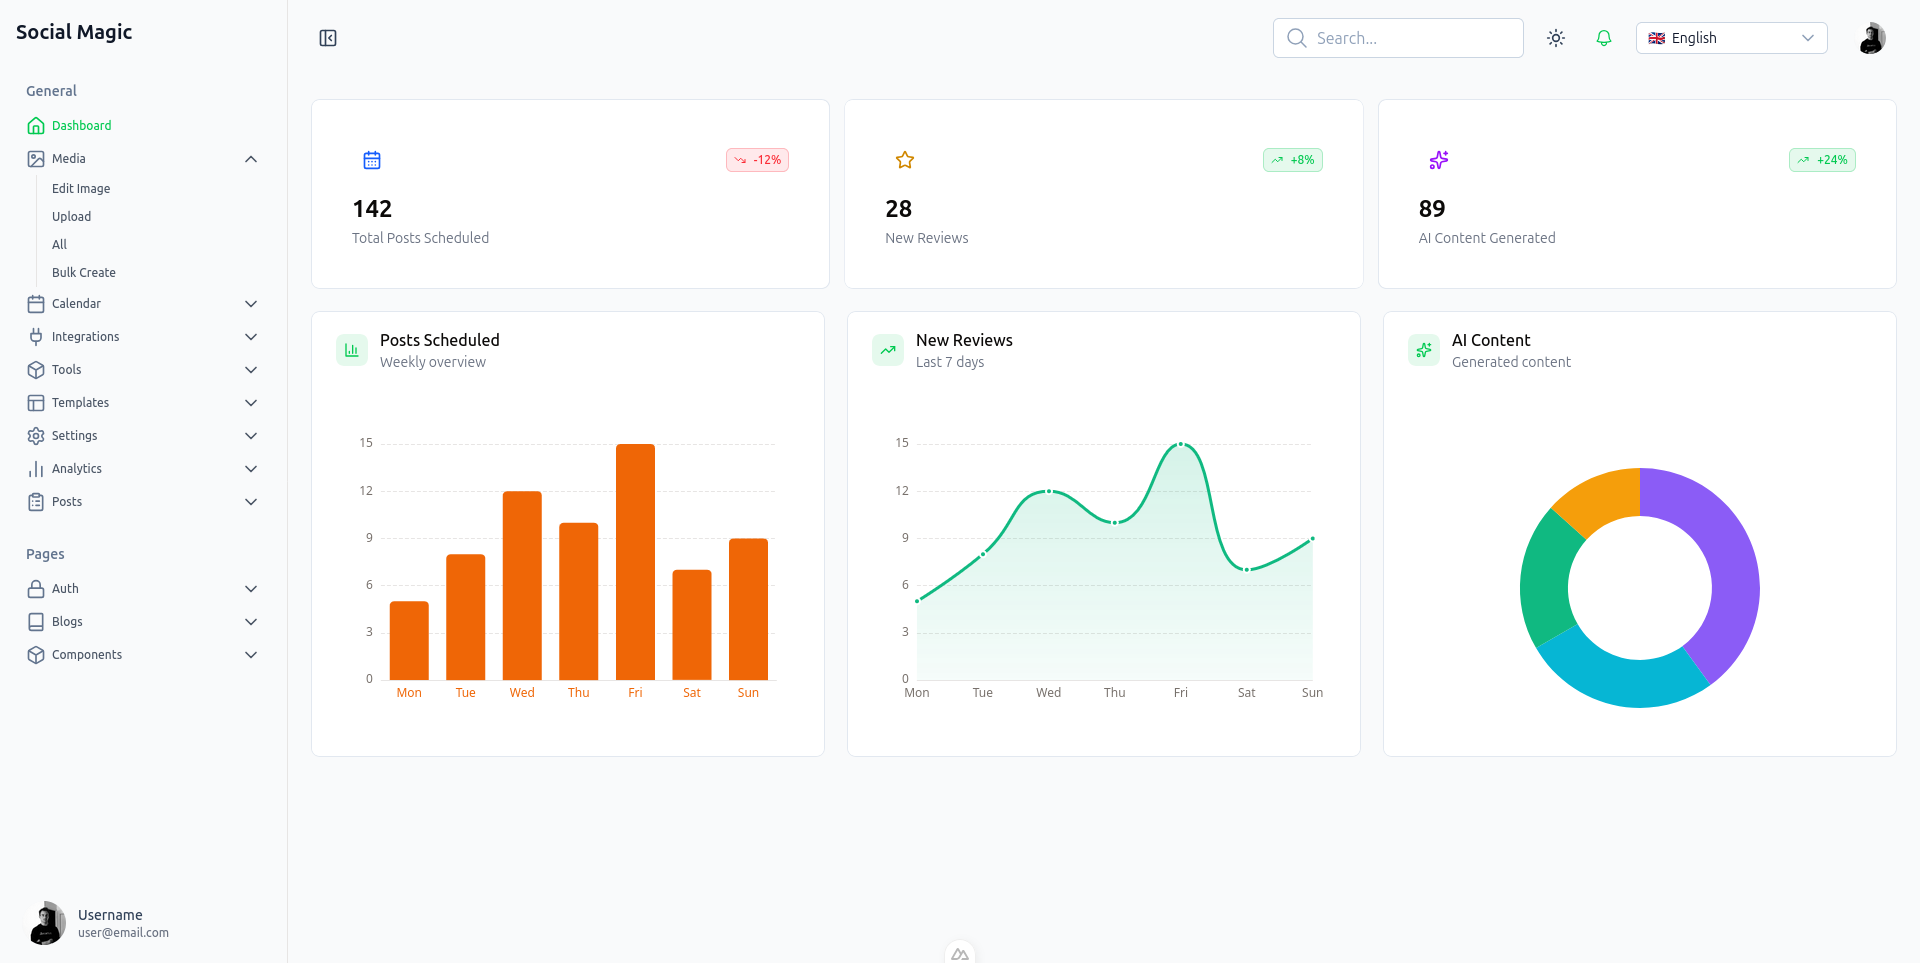 Social Magic
General
Dashboard
Media
Edit Image
Upload
All
Bulk Create
Calendar
Integrations
Tools
Templates
Settings
Analytics
Posts
Pages
Auth
Blogs
Components
Username
user@email.com
Search...
English
-12%
142
Total Posts Scheduled
+8%
28
New Reviews
+24%
89
AI Content Generated
Posts Scheduled
Weekly overview
15
12
9
6
3
0
Mon Tue Wed Thu Fri Sat Sun
New Reviews
Last 7 days
15
12
9
6
3
0
Mon Tue Wed Thu Fri Sat Sun
AI Content
Generated content